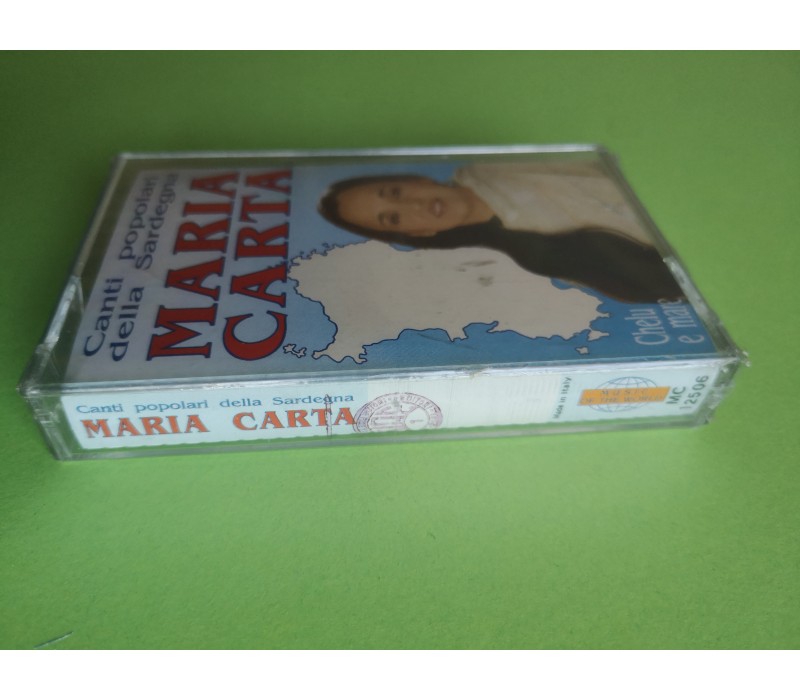 Canti popolari
della Sardegna
MARIA
CARTA
Chelu
e mare
Canti popolari della Sardegna
MARIA CARTA
Made in Italy
MC
12506